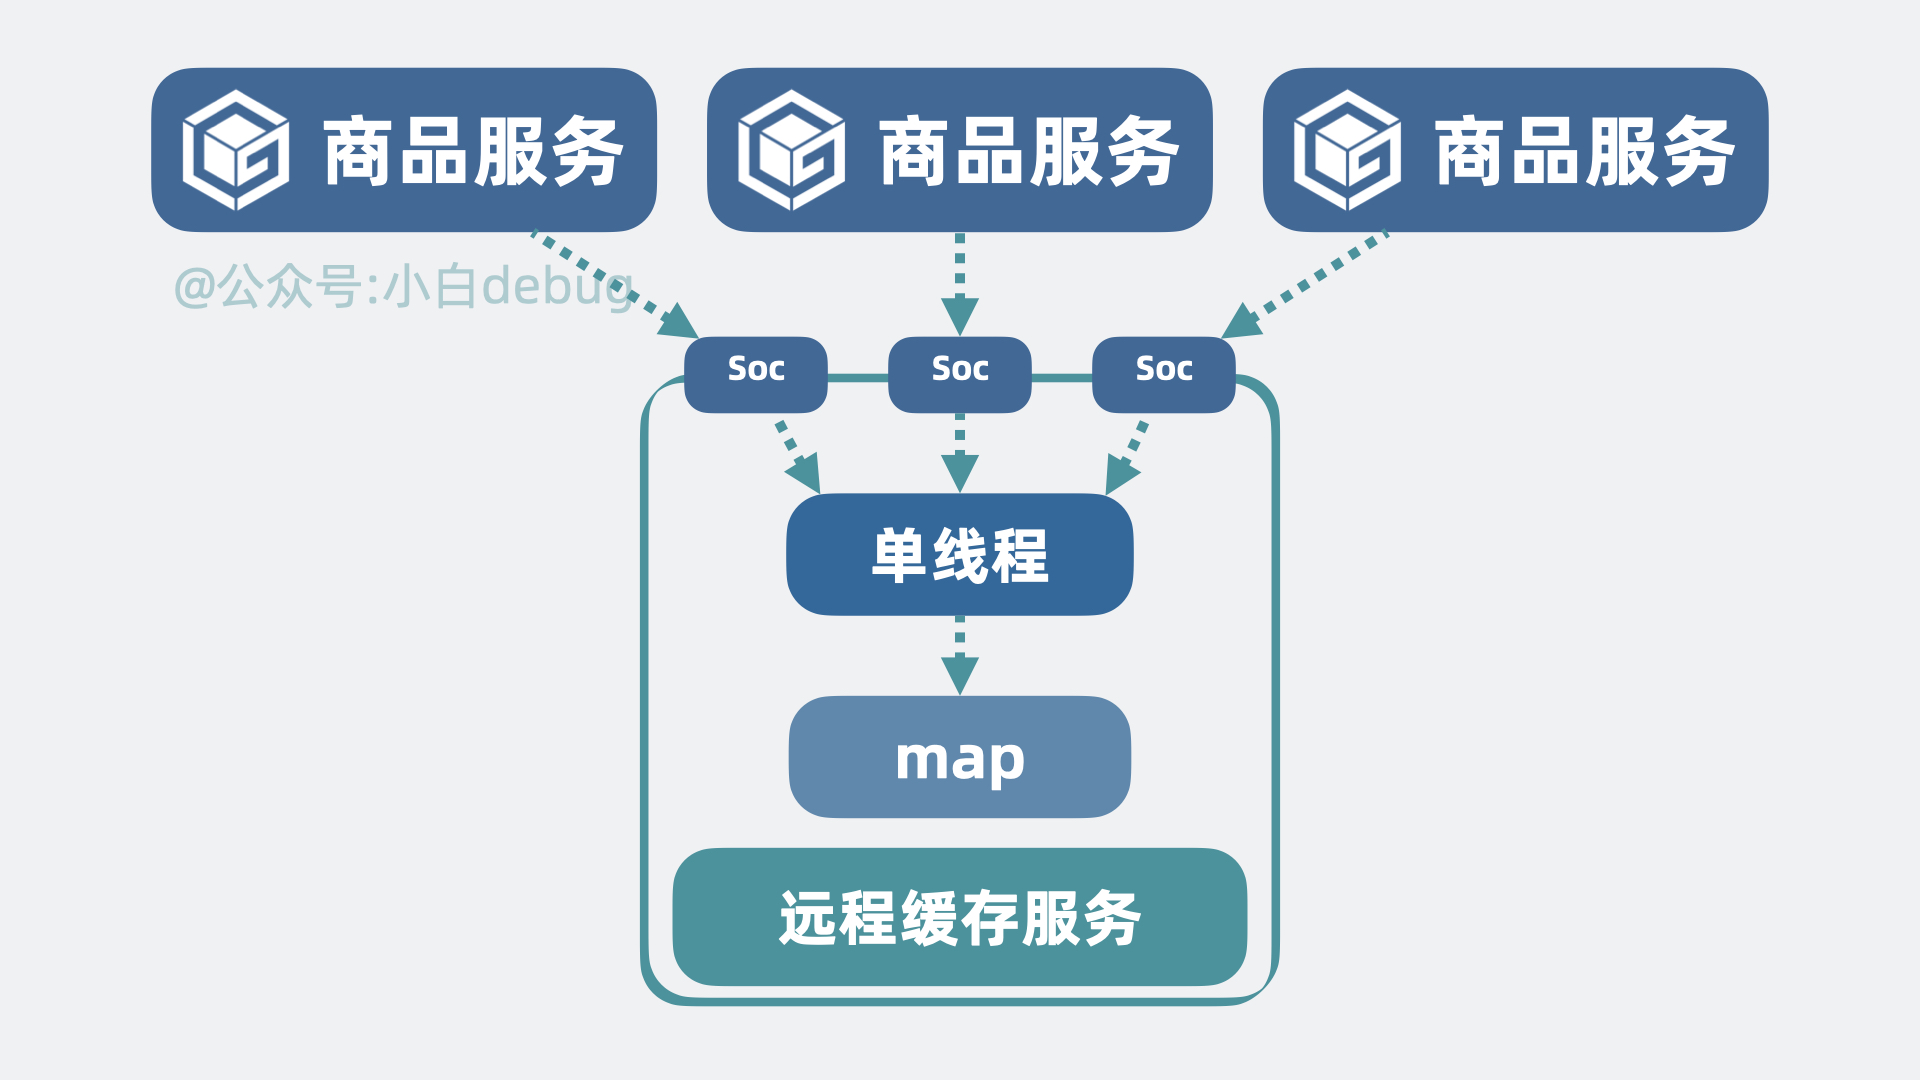 商品服务 商品服务 商品服务
@公众号:小白debug
Soc Soc Soc
单线程
map
远程缓存服务